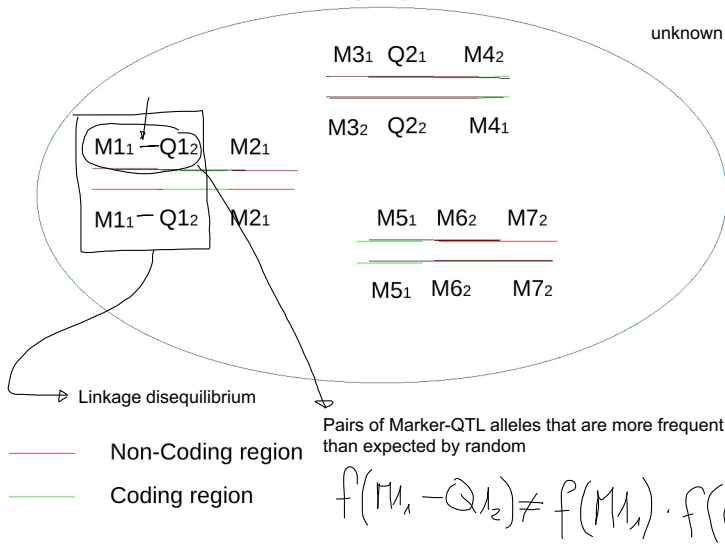 unknown
M31 Q21 M42
M32 Q22 M41
M11 – Q12 M21
M11 – Q12 M21
M51 M62 M72
M51 M62 M72
Linkage disequilibrium
Pairs of Marker-QTL alleles that are more frequent
than expected by random
Non-Coding region
Coding region
f(M1₁ – Q1₂) ≠ f(M1₁) · f(